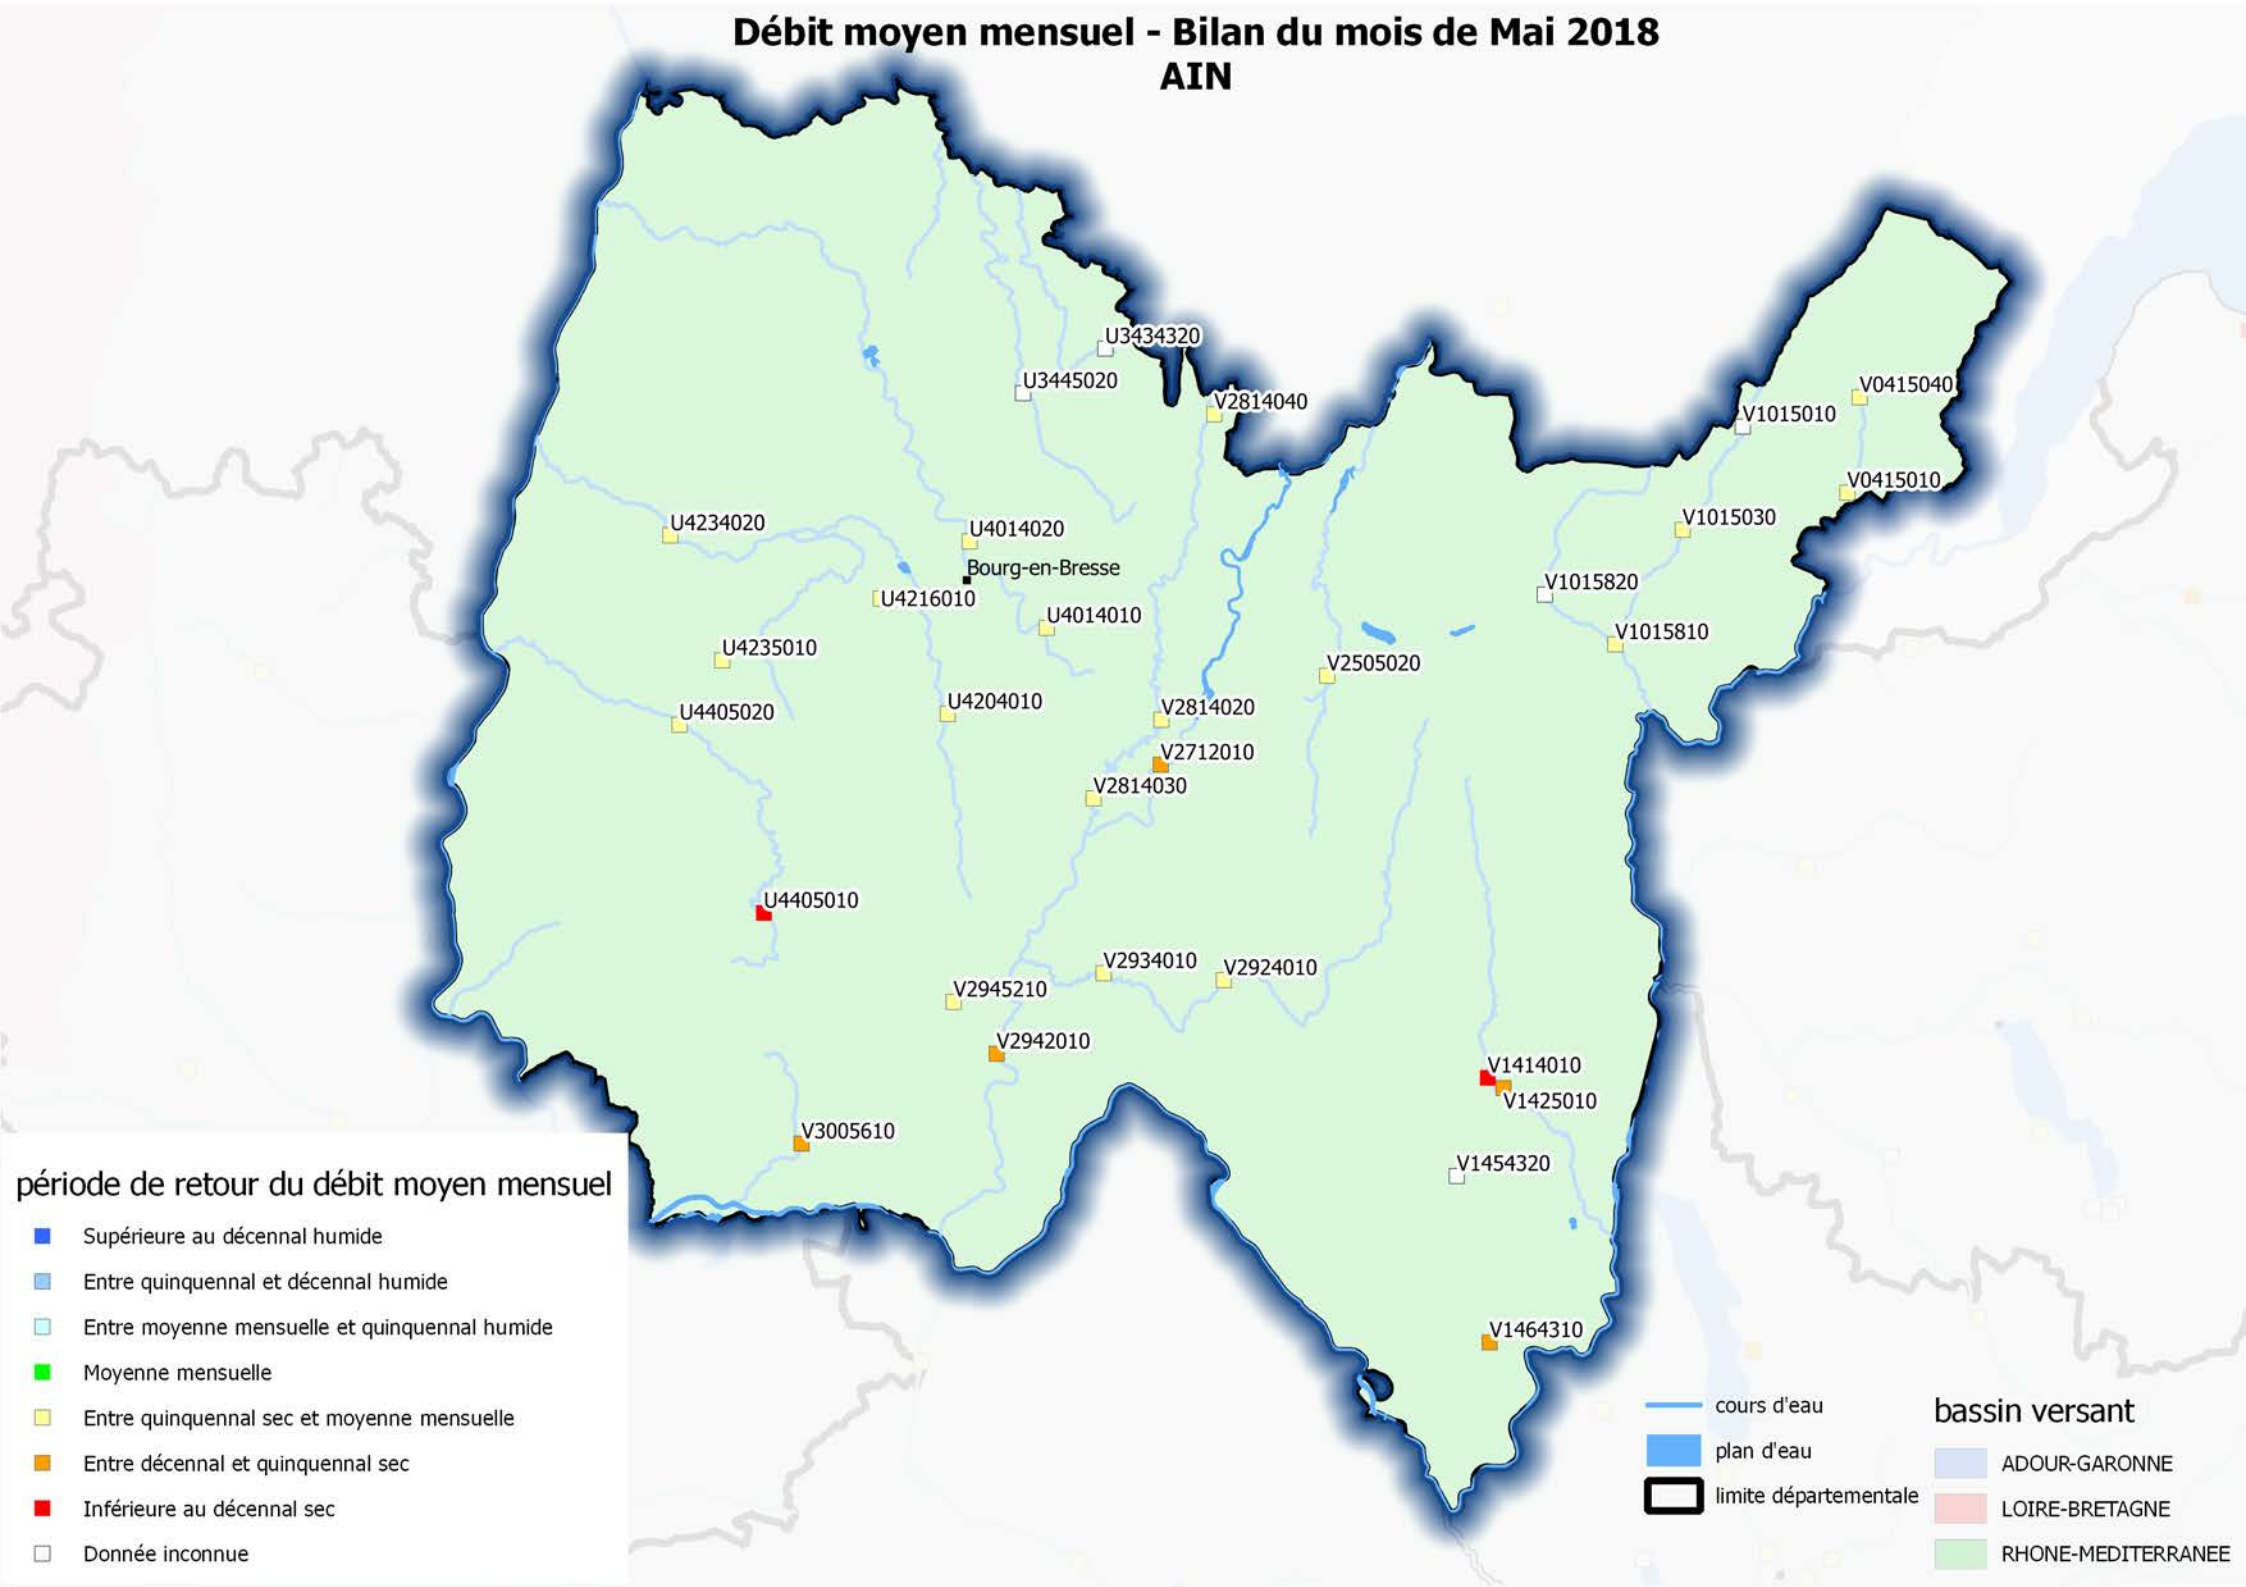 Débit moyen mensuel - Bilan du mois de Mai 2018
AIN
U3434320
U3445020
V2814040
V0415040
V1015010
V0415010
V1015030
U4234020
U4014020
Bourg-en-Bresse
V1015820
U4216010
U4014010
V1015810
U4235010
V2505020
U4405020
U4204010
V2814020
V2712010
V2814030
U4405010
V2934010
V2924010
V2945210
V2942010
V1414010
V1425010
V3005610
V1454320
V1464310
période de retour du débit moyen mensuel
Supérieure au décennal humide
Entre quinquennal et décennal humide
Entre moyenne mensuelle et quinquennal humide
Moyenne mensuelle
Entre quinquennal sec et moyenne mensuelle
Entre décennal et quinquennal sec
Inférieure au décennal sec
Donnée inconnue
cours d'eau
plan d'eau
limite départementale
bassin versant
ADOUR-GARONNE
LOIRE-BRETAGNE
RHONE-MEDITERRANEE